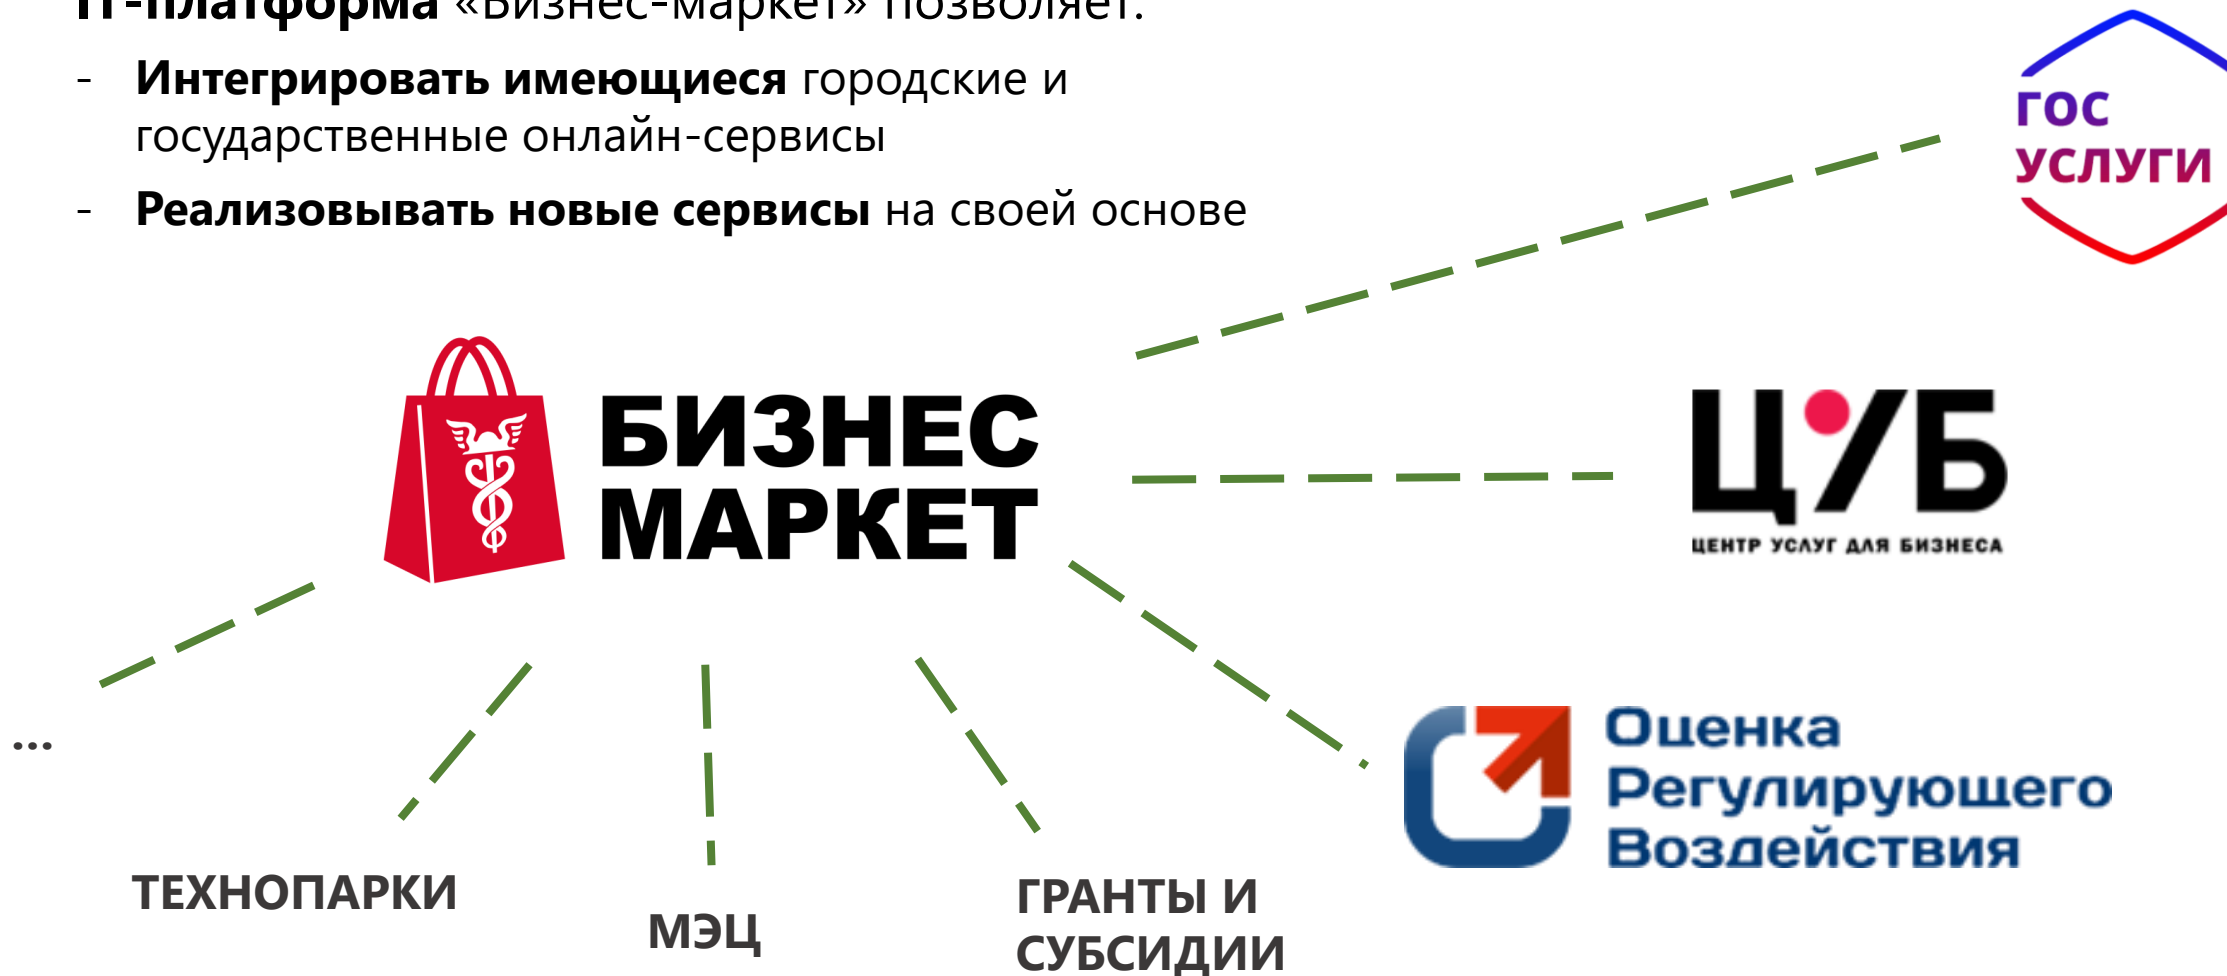 IT-платформа «Бизнес-маркет» позволяет:
- Интегрировать имеющиеся городские и
государственные онлайн-сервисы
- Реализовывать новые сервисы на своей основе
ГОС
УСЛУГИ
БИЗНЕС
МАРКЕТ
ЦУБ
ЦЕНТР УСЛУГ ДЛЯ БИЗНЕСА
Оценка
Регулирующего
Воздействия
...
ТЕХНОПАРКИ
МЭЦ
ГРАНТЫ И
СУБСИДИИ